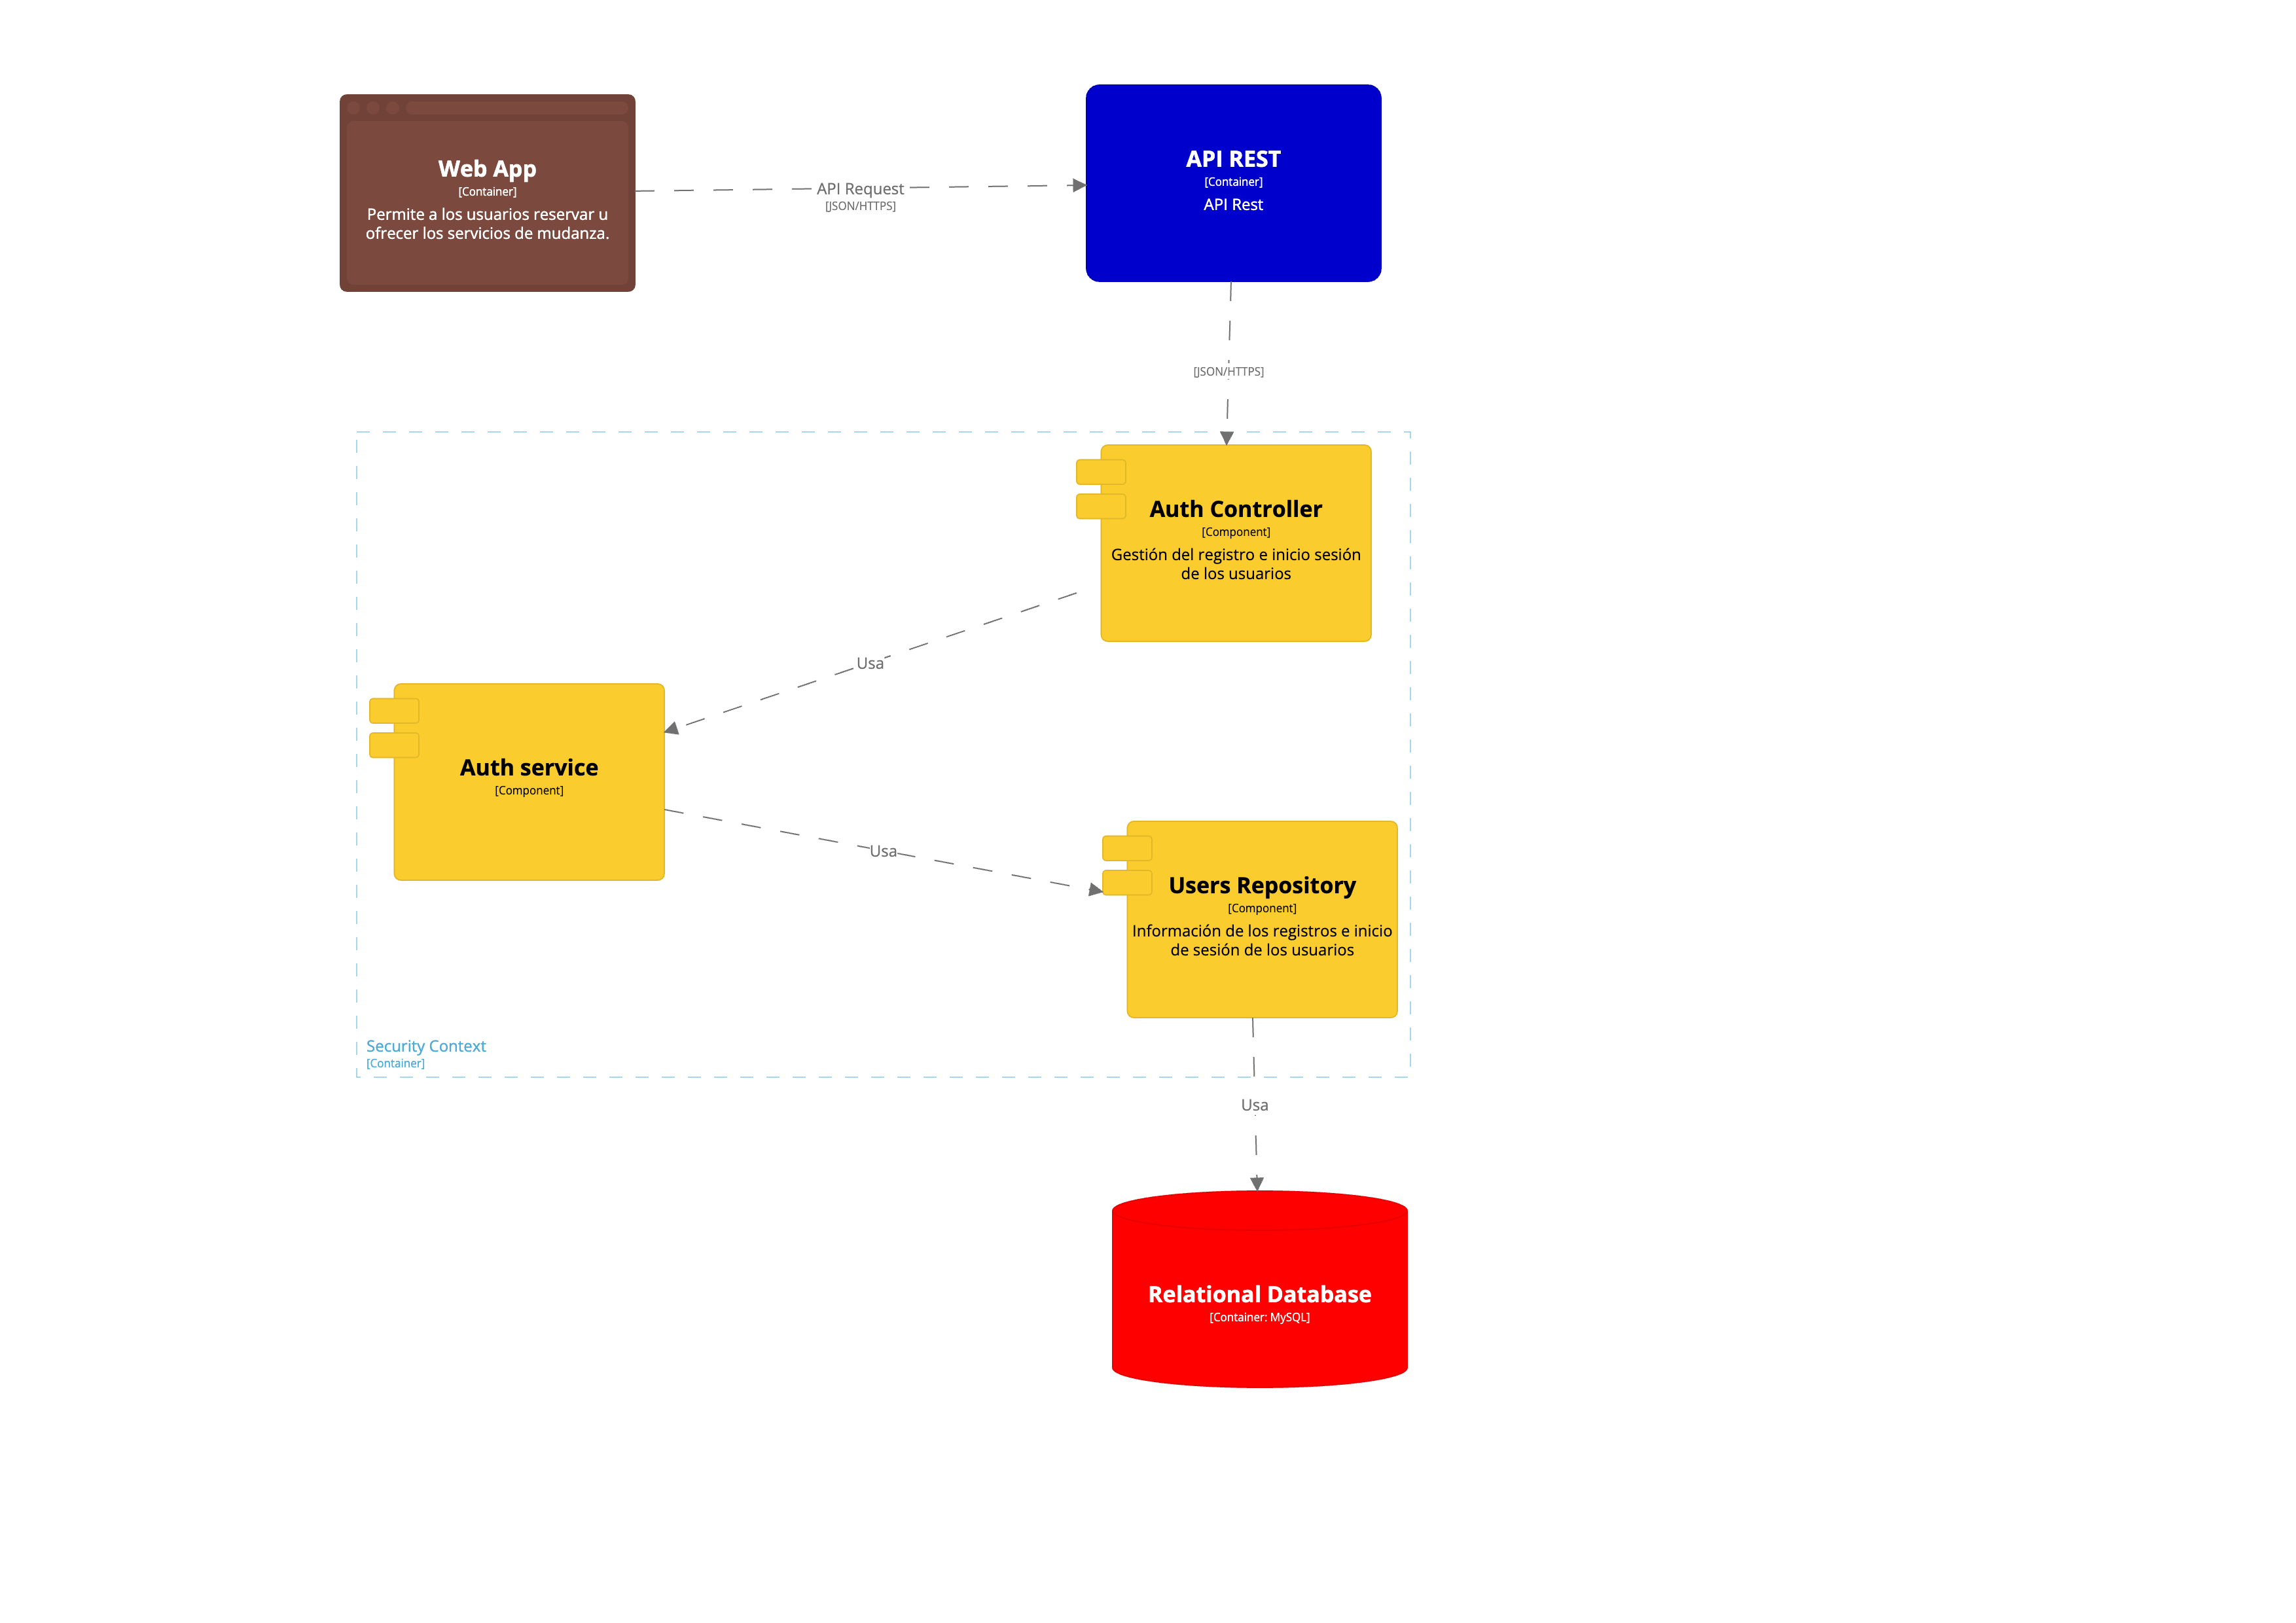 Web App
[Container]
Permite a los usuarios reservar u
ofrecer los servicios de mudanza.
API Request
[JSON/HTTPS]
API REST
[Container]
API Rest
[JSON/HTTPS]
Auth Controller
[Component]
Gestión del registro e inicio sesión
de los usuarios
Usa
Auth service
[Component]
Usa
Users Repository
[Component]
Información de los registros e inicio
de sesión de los usuarios
Security Context
[Container]
Usa
Relational Database
[Container: MySQL]